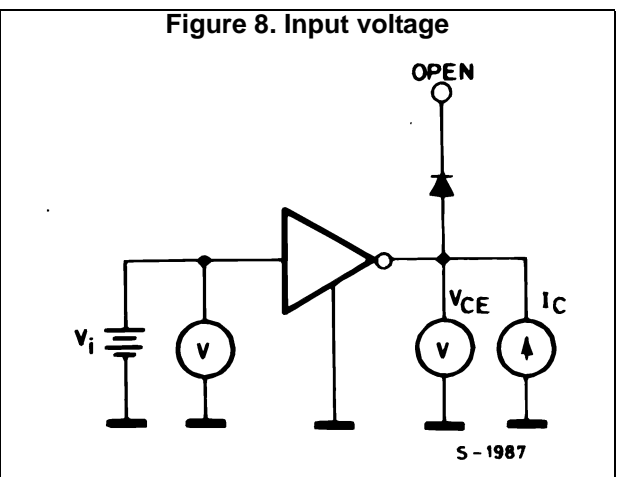 Figure 8. Input voltage
OPEN
VCE
IC
Vi
V
V
S-1987